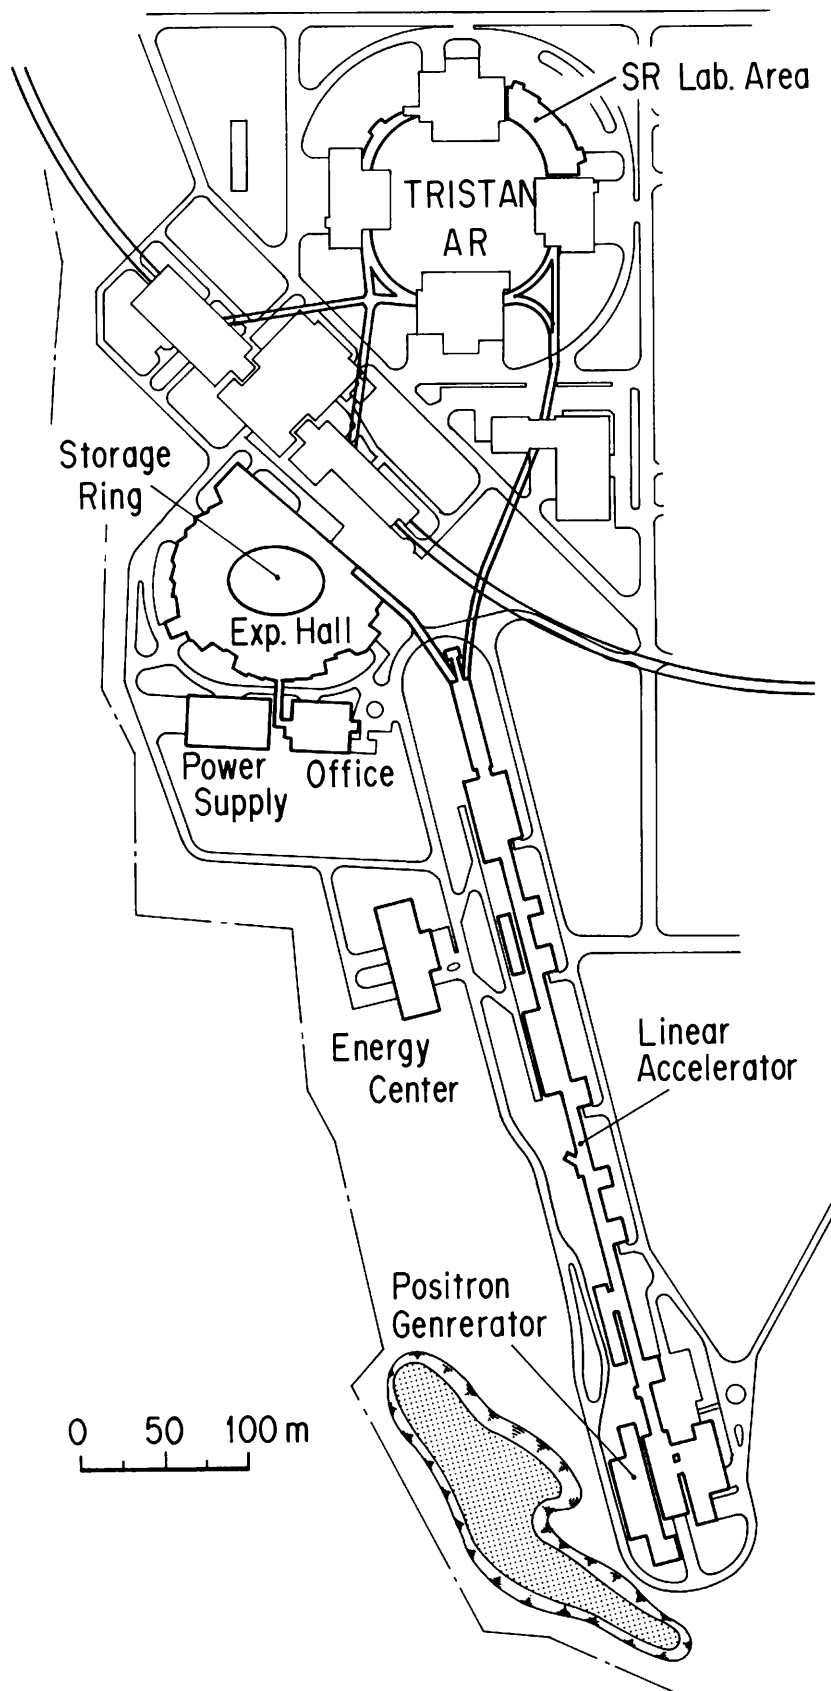 SR Lab. Area
TRISTAN
AR
Storage
Ring
Exp. Hall
Power
Supply
Office
Energy
Center
Linear
Accelerator
Positron
Genrerator
0 50 100 m